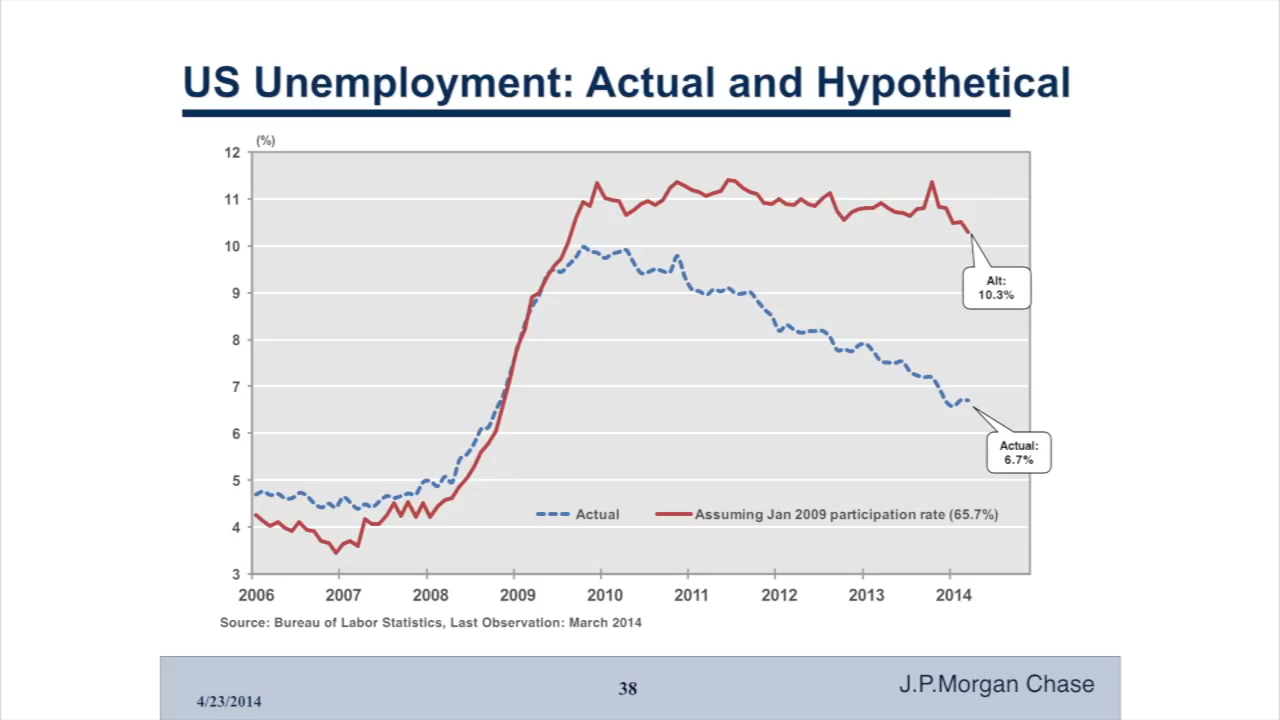 US Unemployment: Actual and Hypothetical
(%)
12
11
10
9
8
7
6
5
4
3
Alt:
10.3%
Actual:
6.7%
Actual
Assuming Jan 2009 participation rate (65.7%)
2006 2007 2008 2009 2010 2011 2012 2013 2014
Source: Bureau of Labor Statistics, Last Observation: March 2014
4/23/2014
38
J.P.Morgan Chase